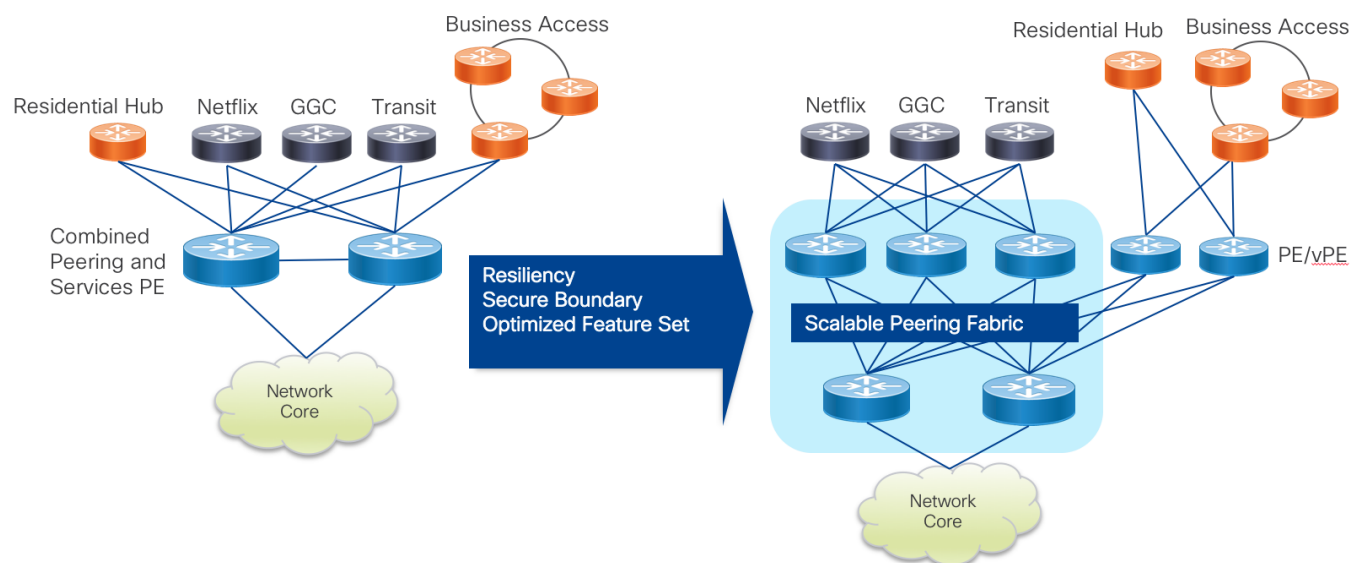 Business Access
Residential Hub
Netflix
GGC
Transit
Combined
Peering and
Services PE
Network
Core
Resiliency
Secure Boundary
Optimized Feature Set
Residential Hub
Business Access
Netflix
GGC
Transit
PE/vPE
Scalable Peering Fabric
Network
Core